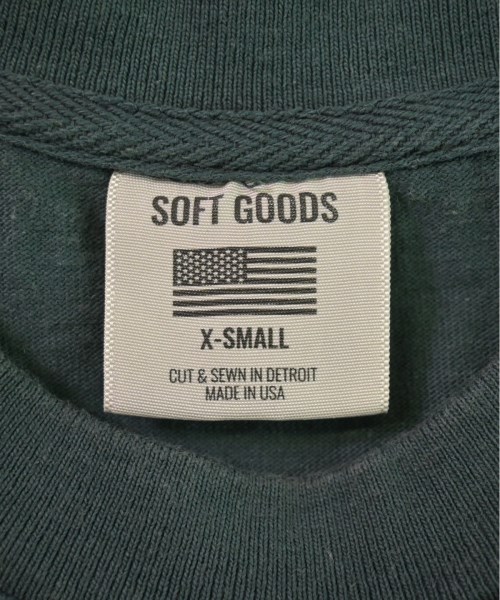 SOFT GOODS
X-SMALL
CUT & SEWN IN DETROIT
MADE IN USA